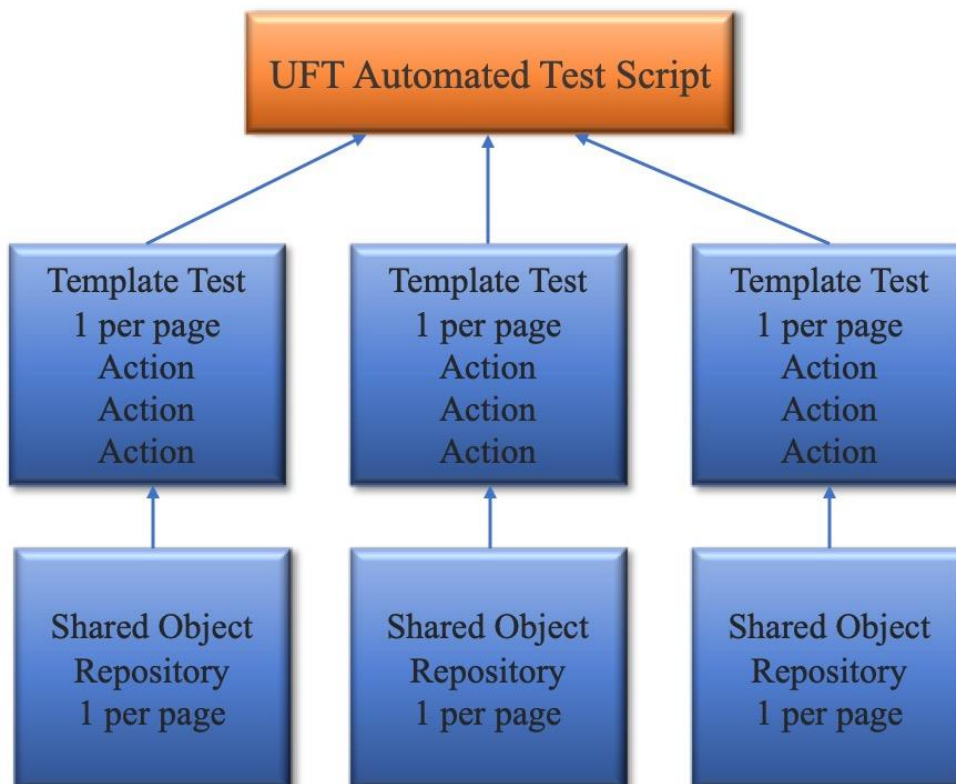 UFT Automated Test Script
Template Test
1 per page
Action
Action
Action
Template Test
1 per page
Action
Action
Action
Template Test
1 per page
Action
Action
Action
Shared Object
Repository
1 per page
Shared Object
Repository
1 per page
Shared Object
Repository
1 per page